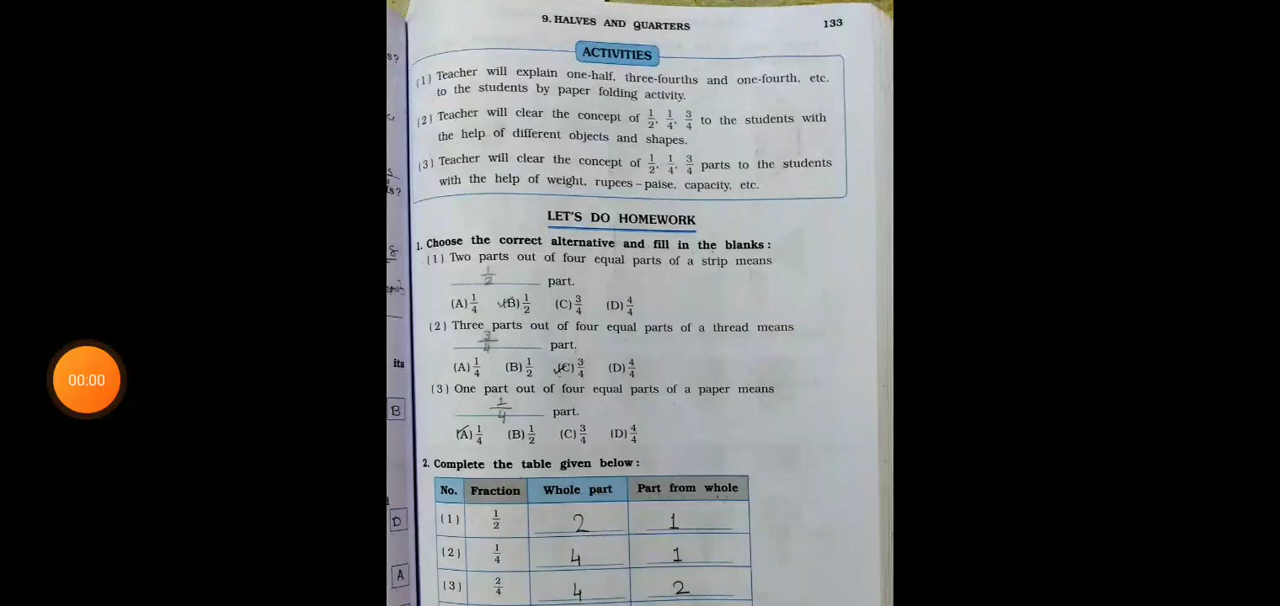 9. HALVES AND QUARTERS
133
ACTIVITIES
(1) Teacher will explain one-half, three-fourths and one-fourth, etc.
to the students by paper folding activity.
(2) Teacher will clear the concept of 1/2, 1/4, 3/4 to the students with
the help of different objects and shapes.
(3) Teacher will clear the concept of 1/2, 1/4, 3/4 parts to the students
with the help of weight, rupees – paise, capacity, etc.
LET'S DO HOMEWORK
1. Choose the correct alternative and fill in the blanks :
(1) Two parts out of four equal parts of a strip means
1/2 part.
(A) 1/4 (B) 1/2 (C) 3/4 (D) 4/4
(2) Three parts out of four equal parts of a thread means
3/4 part.
(A) 1/4 (B) 1/2 (C) 3/4 (D) 4/4
(3) One part out of four equal parts of a paper means
1/4 part.
(A) 1/4 (B) 1/2 (C) 3/4 (D) 4/4
2. Complete the table given below :
No. Fraction Whole part Part from whole
(1) 1/2 2 1
(2) 1/4 4 1
(3) 2/4 4 2
s?
is?
its
B
D
A
00:00